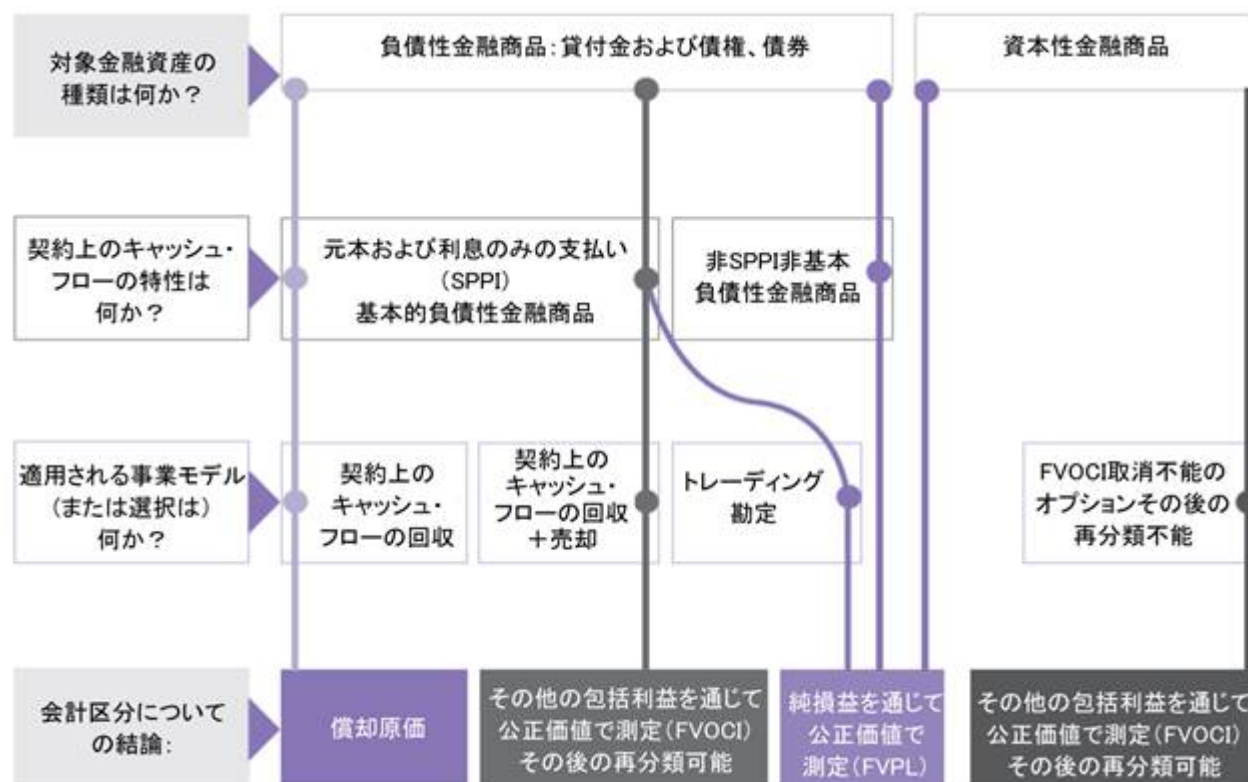 対象金融資産の
種類は何か？
負債性金融商品：貸付金および債権、債券
資本性金融商品
契約上のキャッシュ・
フローの特性は
何か？
元本および利息のみの支払い
（SPPI）
基本的負債性金融商品
非SPPI非基本
負債性金融商品
適用される事業モデル
（または選択は）
何か？
契約上の
キャッシュ・
フローの回収
契約上の
キャッシュ・
フローの回収
＋売却
トレーディング
勘定
FVOCI取消不能の
オプションその後の
再分類不能
会計区分について
の結論：
償却原価
その他の包括利益を通じて
公正価値で測定（FVOCI）
その後の再分類可能
純損益を通じて
公正価値で
測定（FVPL）
その他の包括利益を通じて
公正価値で測定（FVOCI）
その後の再分類可能